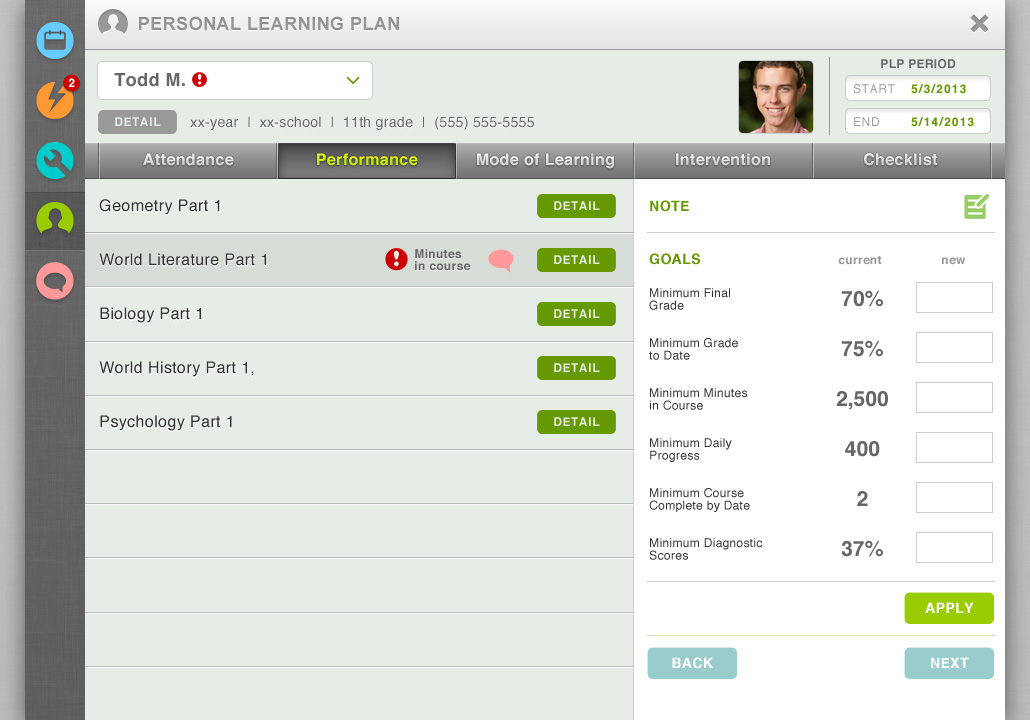 PERSONAL LEARNING PLAN
2
Todd M.
PLP PERIOD
START 5/3/2013
END 5/14/2013
DETAIL xx-year | xx-school | 11th grade | (555) 555-5555
Attendance Performance Mode of Learning Intervention Checklist
Geometry Part 1 DETAIL
World Literature Part 1 Minutes
in course DETAIL
Biology Part 1 DETAIL
World History Part 1, DETAIL
Psychology Part 1 DETAIL
NOTE
GOALS current new
Minimum Final
Grade 70%
Minimum Grade
to Date 75%
Minimum Minutes
in Course 2,500
Minimum Daily
Progress 400
Minimum Course
Complete by Date 2
Minimum Diagnostic
Scores 37%
APPLY
BACK NEXT